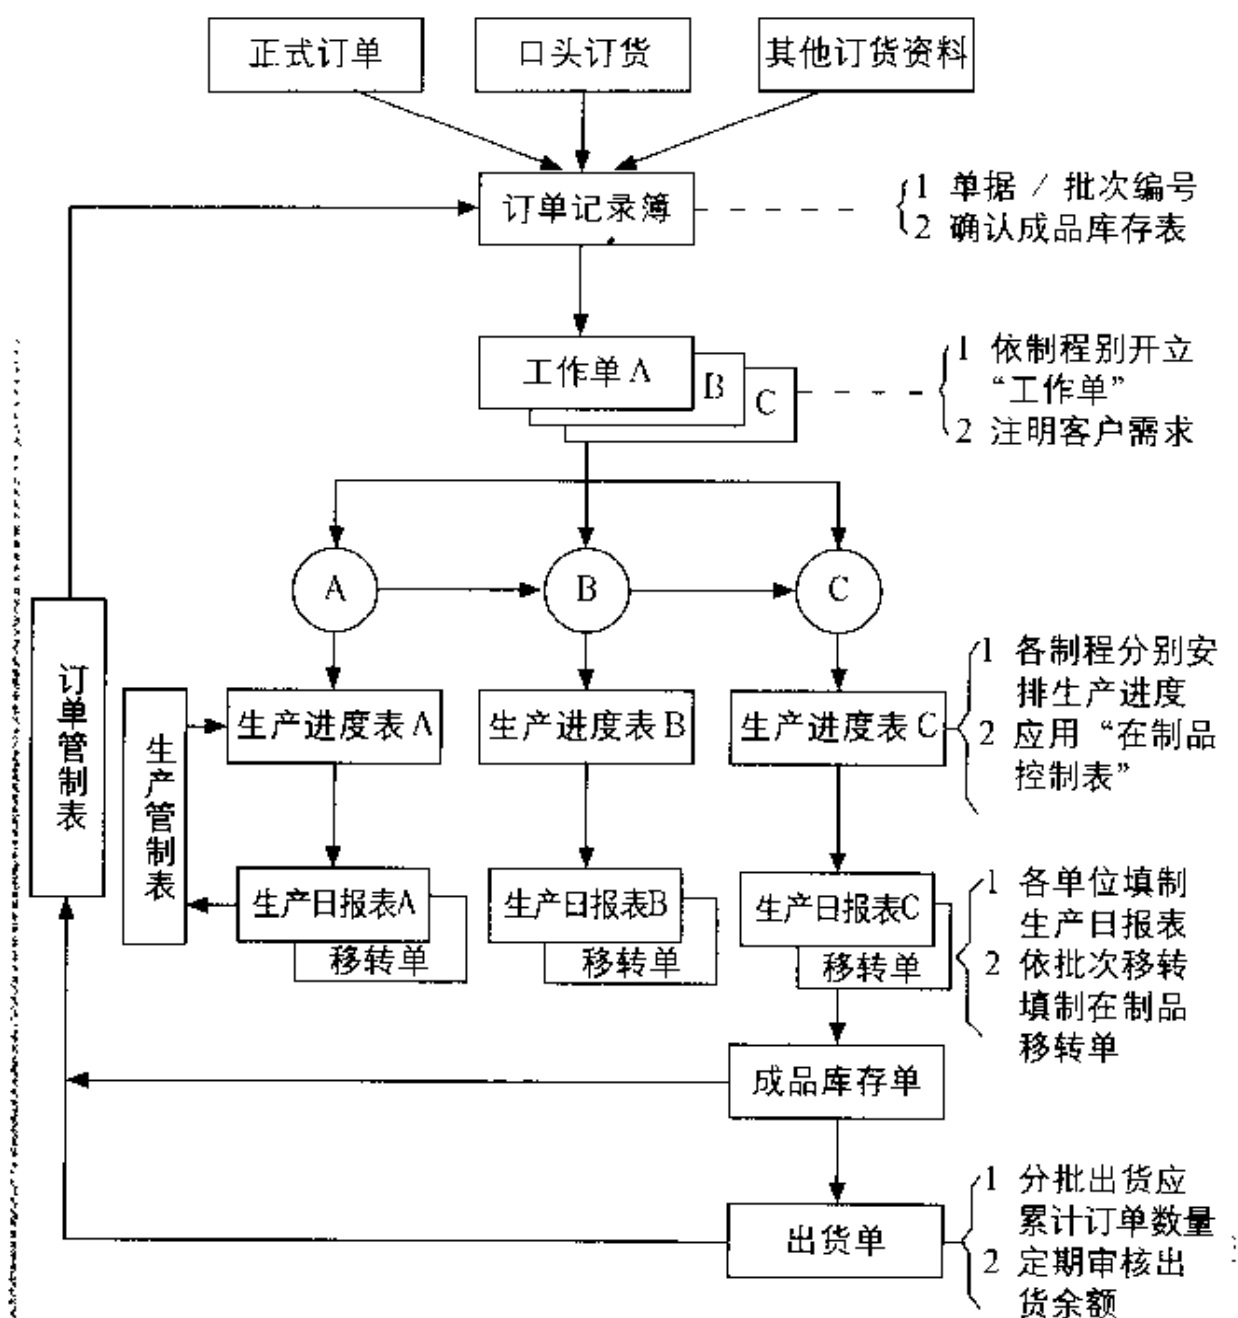 正式订单
口头订货
其他订货资料
订单记录簿
1 单据 / 批次编号
2 确认成品库存表
工作单 A
B
C
1 依制程别开立
“工作单”
2 注明客户需求
A
B
C
订单管制表
生产管制表
生产进度表 A
生产进度表 B
生产进度表 C
1 各制程分别安
排生产进度
2 应用“在制品
控制表”
生产日报表A
移转单
生产日报表B
移转单
生产日报表C
移转单
1 各单位填制
生产日报表
2 依批次移转
填制在制品
移转单
成品库存单
出货单
1 分批出货应
累计订单数量
2 定期审核出
货余额